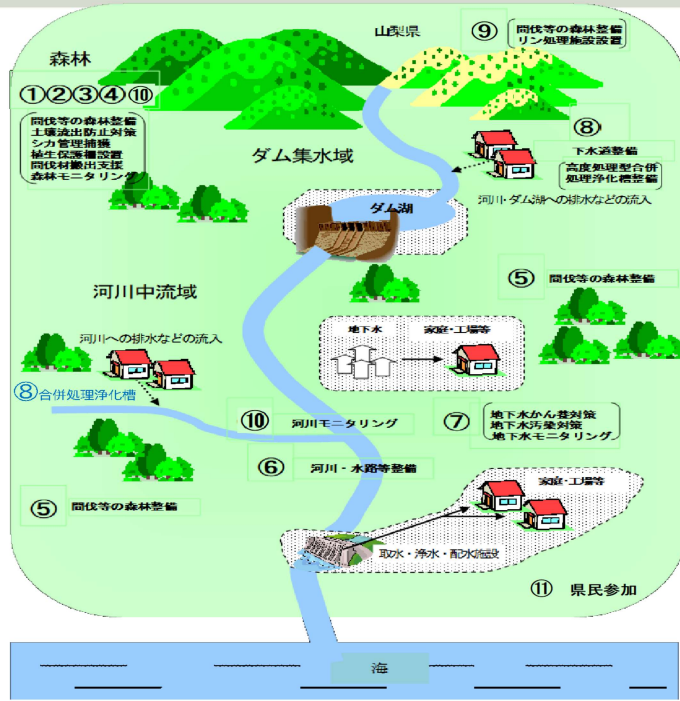 山梨県
⑨
間伐等の森林整備
リン処理施設設置
森林
①②③④⑩
間伐等の森林整備
土壌流出防止対策
シカ管理捕獲
植生保護柵設置
間伐材搬出支援
森林モニタリング
⑧
下水道整備
高度処理型合併
処理浄化槽整備
ダム集水域
河川・ダム湖への排水などの流入
ダム湖
⑤
間伐等の森林整備
河川中流域
地下水
家庭・工場等
河川への排水などの流入
⑧合併処理浄化槽
⑩
河川モニタリング
⑦
地下水かん養対策
地下水汚染対策
地下水モニタリング
⑥
河川・水路等整備
⑤
間伐等の森林整備
家庭・工場等
取水・浄水・配水施設
⑪
県民参加
海